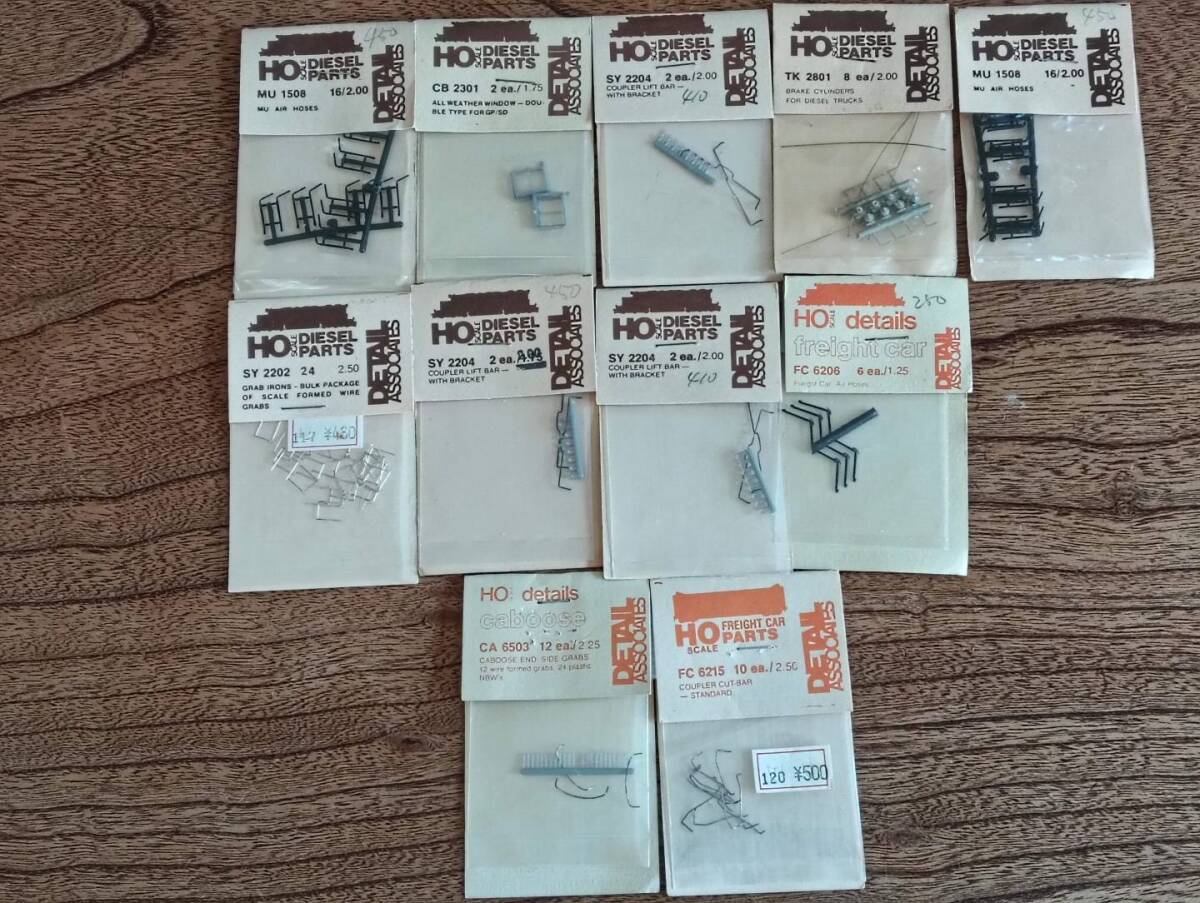 450
HO SCALE DIESEL PARTS
MU 1508 16/2.00
MU AIR HOSES
DETAIL ASSOCIATES
HO SCALE DIESEL PARTS
CB 2301 2 ea./1.75
ALL WEATHER WINDOW — DOU-
BLE TYPE FOR GP/SD
DETAIL ASSOCIATES
HO SCALE DIESEL PARTS
SY 2204 2 ea./2.00
COUPLER LIFT BAR —
WITH BRACKET
410
DETAIL ASSOCIATES
HO SCALE DIESEL PARTS
TK 2801 8 ea/2.00
BRAKE CYLINDERS
FOR DIESEL TRUCKS
DETAIL ASSOCIATES
450
HO SCALE DIESEL PARTS
MU 1508 16/2.00
MU AIR HOSES
DETAIL ASSOCIATES
HO SCALE DIESEL PARTS
SY 2202 24 2.50
GRAB IRONS - BULK PACKAGE
OF SCALE FORMED WIRE
GRABS
DETAIL ASSOCIATES
¥480
450
HO SCALE DIESEL PARTS
SY 2204 2 ea.
COUPLER LIFT BAR —
WITH BRACKET
DETAIL ASSOCIATES
HO SCALE DIESEL PARTS
SY 2204 2 ea./2.00
COUPLER LIFT BAR —
WITH BRACKET
410
DETAIL ASSOCIATES
250
HO SCALE details
freight car
FC 6206 6 ea./1.25
Freight Car Air Hoses
DETAIL ASSOCIATES
HO details
caboose
CA 6503 12 ea./2.25
CABOOSE END, SIDE GRABS
12 wire formed grabs, 24 plastic
NBW's
DETAIL ASSOCIATES
HO SCALE FREIGHT CAR PARTS
FC 6215 10 ea./2.50
COUPLER CUT-BAR
— STANDARD
DETAIL ASSOCIATES
120 ¥500